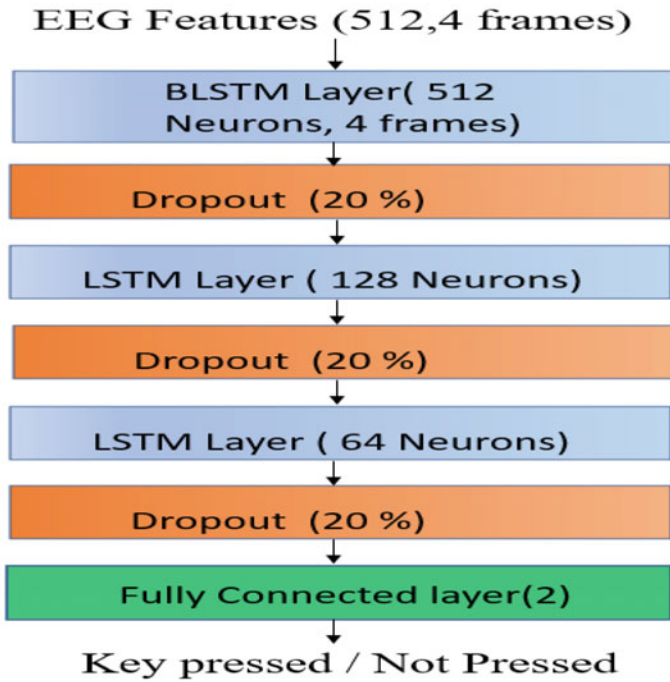 EEG Features (512,4 frames)
BLSTM Layer( 512
Neurons, 4 frames)
Dropout (20 %)
LSTM Layer ( 128 Neurons)
Dropout (20 %)
LSTM Layer ( 64 Neurons)
Dropout (20 %)
Fully Connected layer(2)
Key pressed / Not Pressed